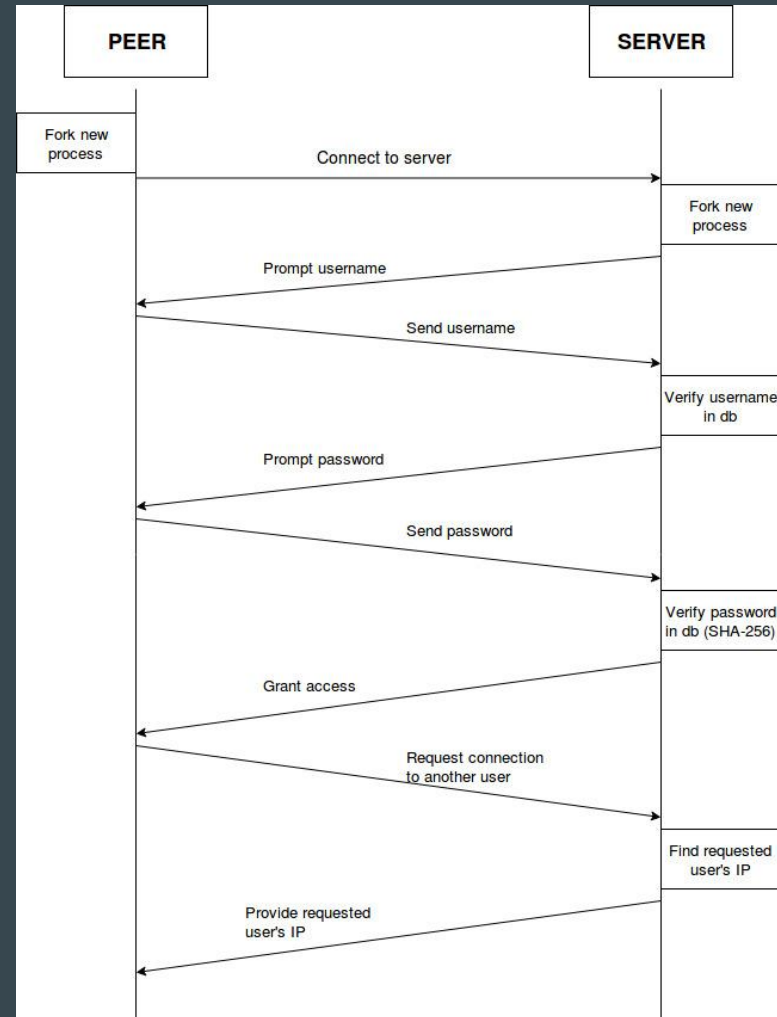 PEER
SERVER
Fork new
process
Connect to server
Fork new
process
Prompt username
Send username
Verify username
in db
Prompt password
Send password
Verify password
in db (SHA-256)
Grant access
Request connection
to another user
Find requested
user's IP
Provide requested
user's IP